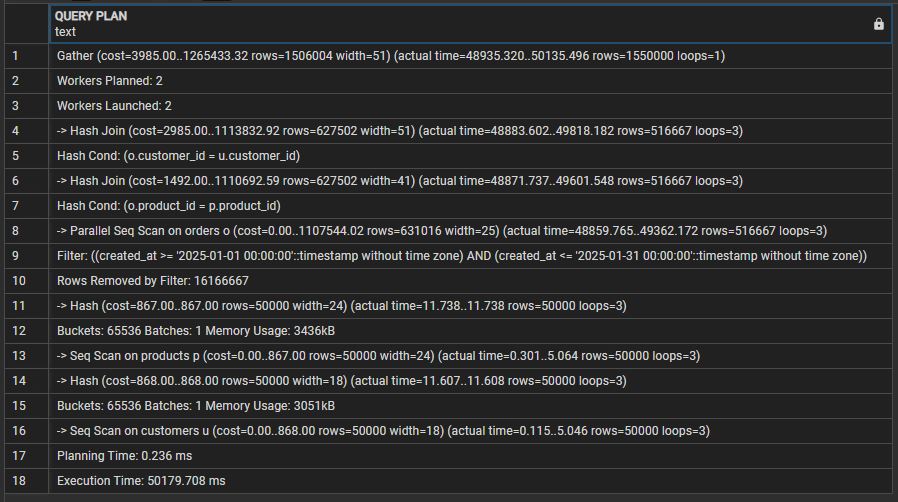 QUERY PLAN
text
1 Gather (cost=3985.00..1265433.32 rows=1506004 width=51) (actual time=48935.320..50135.496 rows=1550000 loops=1)
2 Workers Planned: 2
3 Workers Launched: 2
4 -> Hash Join (cost=2985.00..1113832.92 rows=627502 width=51) (actual time=48883.602..49818.182 rows=516667 loops=3)
5 Hash Cond: (o.customer_id = u.customer_id)
6 -> Hash Join (cost=1492.00..1110692.59 rows=627502 width=41) (actual time=48871.737..49601.548 rows=516667 loops=3)
7 Hash Cond: (o.product_id = p.product_id)
8 -> Parallel Seq Scan on orders o (cost=0.00..1107544.02 rows=631016 width=25) (actual time=48859.765..49362.172 rows=516667 loops=3)
9 Filter: ((created_at >= '2025-01-01 00:00:00'::timestamp without time zone) AND (created_at <= '2025-01-31 00:00:00'::timestamp without time zone))
10 Rows Removed by Filter: 16166667
11 -> Hash (cost=867.00..867.00 rows=50000 width=24) (actual time=11.738..11.738 rows=50000 loops=3)
12 Buckets: 65536 Batches: 1 Memory Usage: 3436kB
13 -> Seq Scan on products p (cost=0.00..867.00 rows=50000 width=24) (actual time=0.301..5.064 rows=50000 loops=3)
14 -> Hash (cost=868.00..868.00 rows=50000 width=18) (actual time=11.607..11.608 rows=50000 loops=3)
15 Buckets: 65536 Batches: 1 Memory Usage: 3051kB
16 -> Seq Scan on customers u (cost=0.00..868.00 rows=50000 width=18) (actual time=0.115..5.046 rows=50000 loops=3)
17 Planning Time: 0.236 ms
18 Execution Time: 50179.708 ms